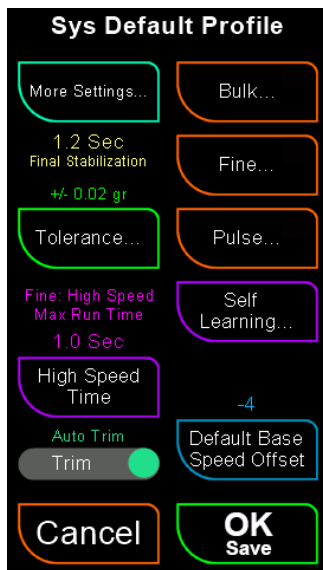 Sys Default Profile
More Settings...
Bulk...
1.2 Sec
Final Stabilization
Fine...
+/- 0.02 gr
Tolerance...
Pulse...
Fine: High Speed
Max Run Time
1.0 Sec
Self
Learning...
High Speed
Time
-4
Default Base
Speed Offset
Auto Trim
Trim
Cancel
OK
Save